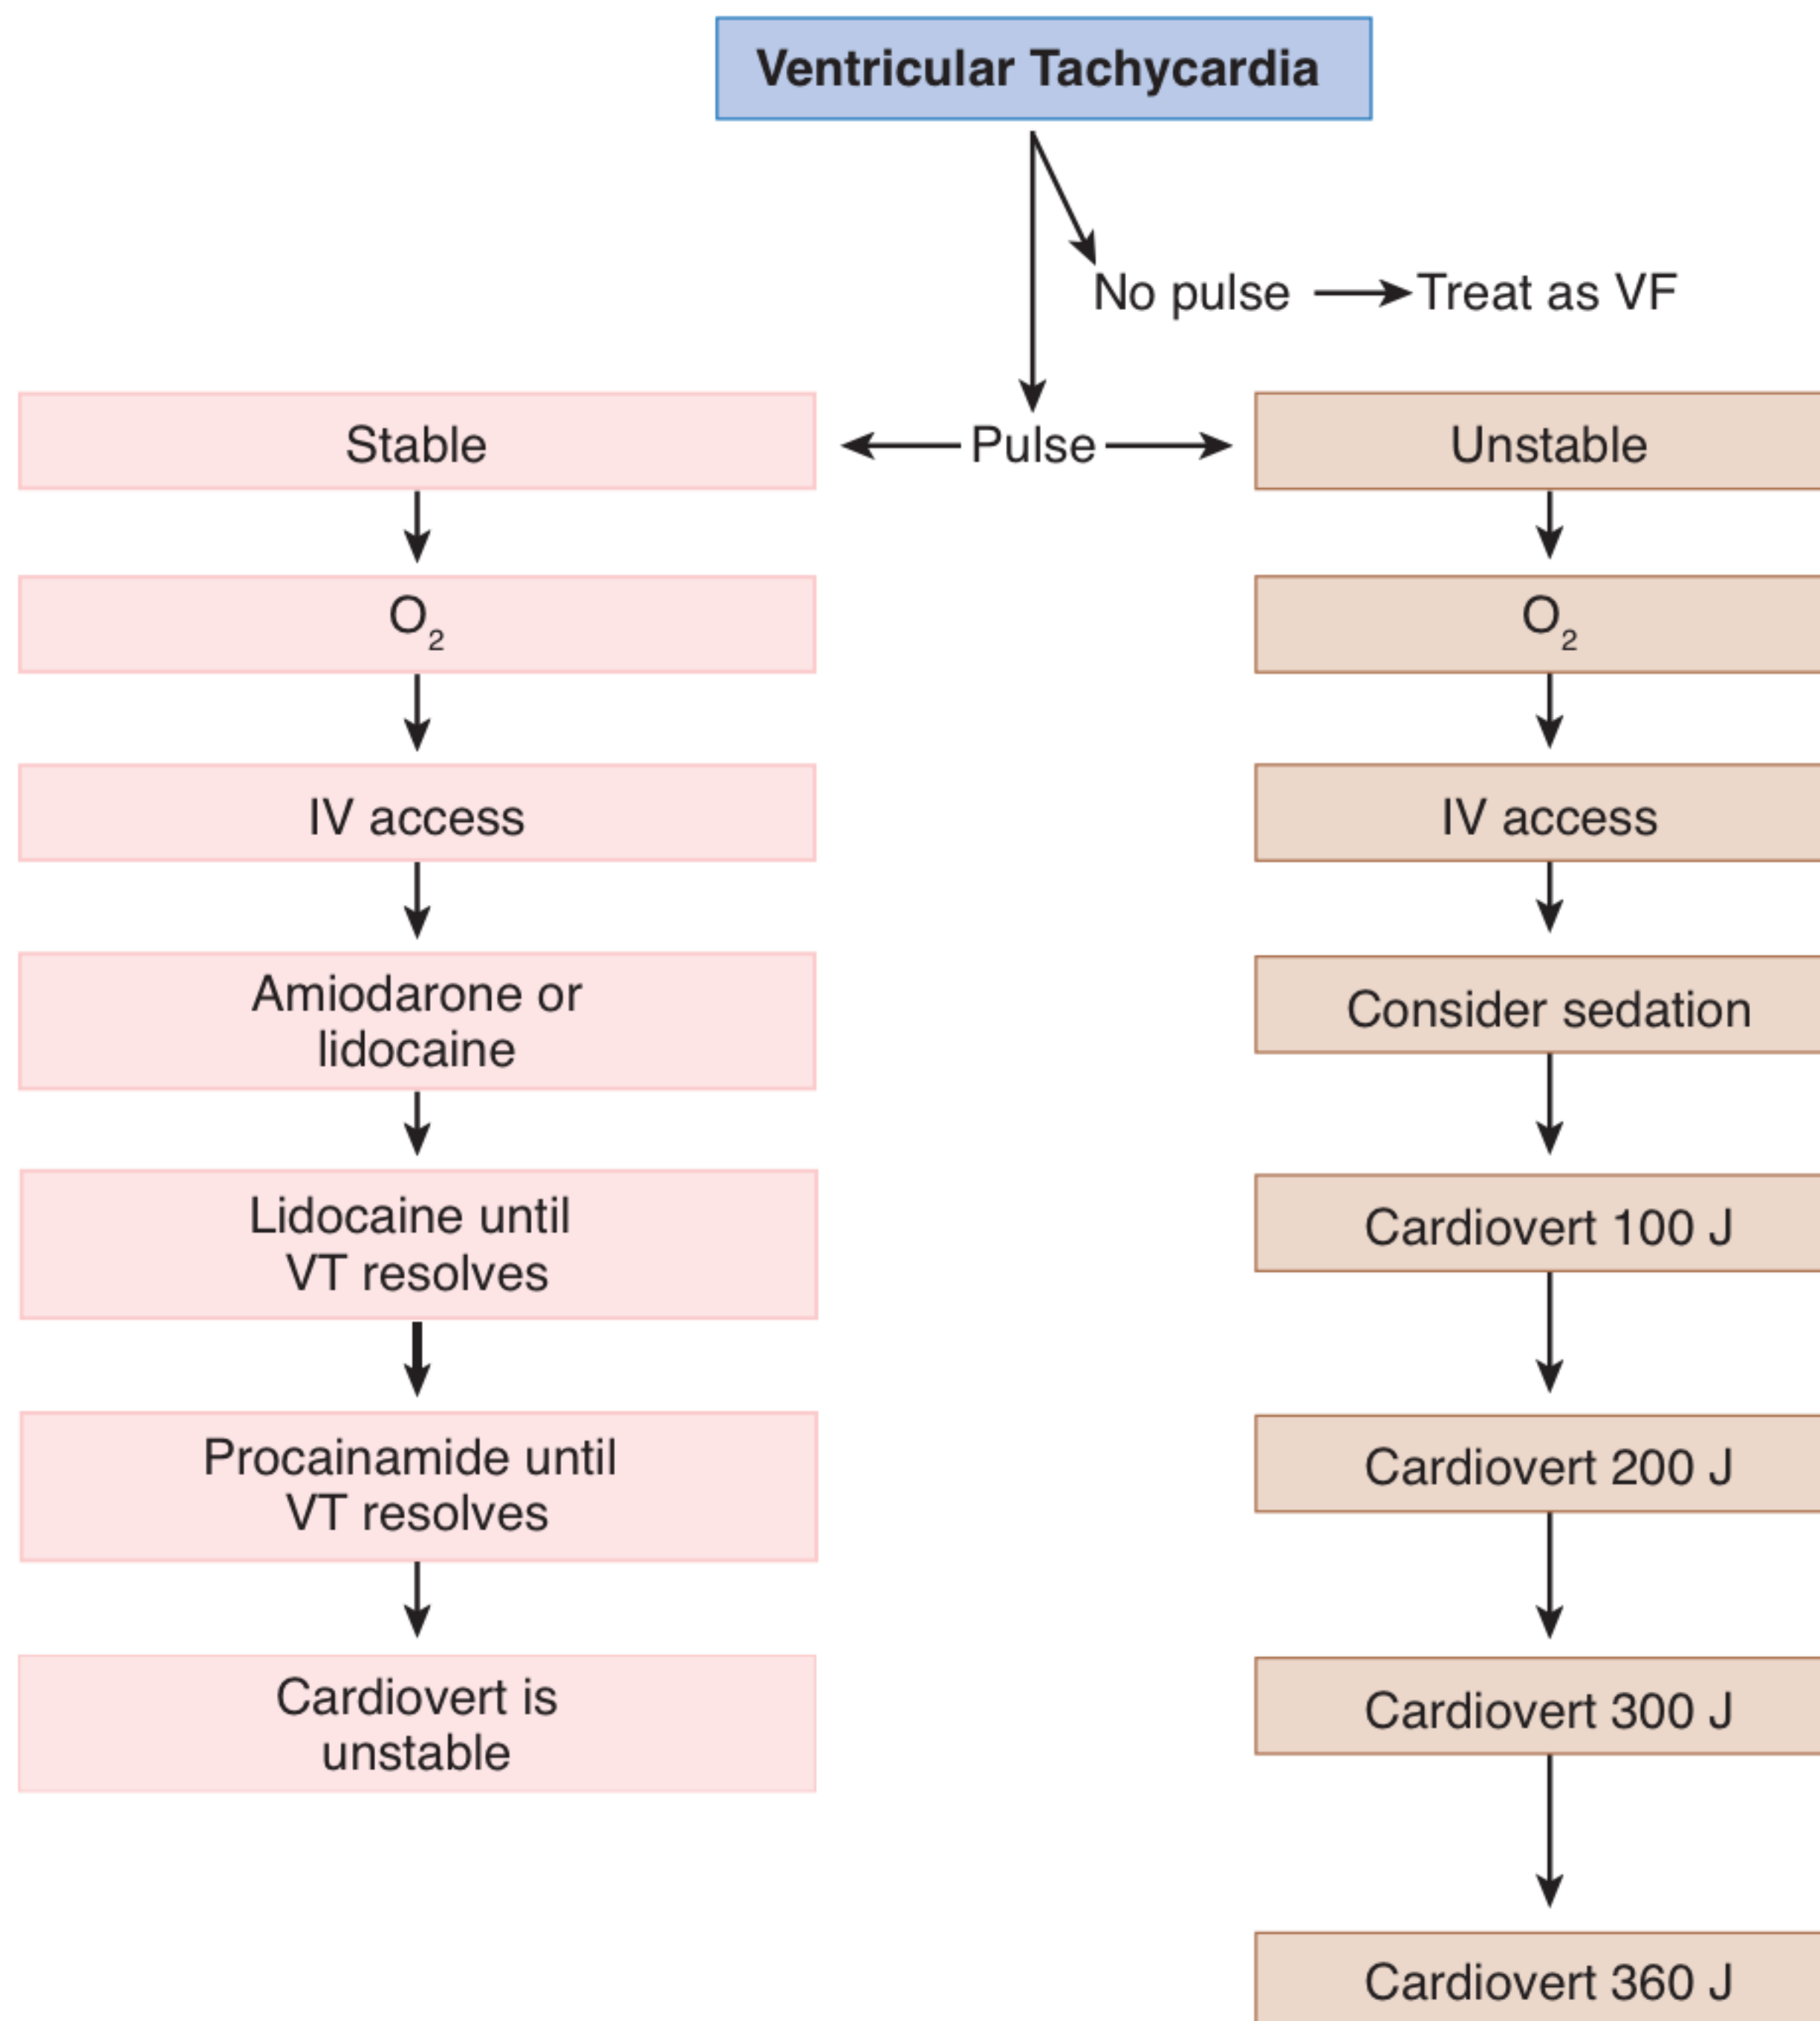 Ventricular Tachycardia
No pulse
Treat as VF
Pulse
Stable
O2
IV access
Amiodarone or
lidocaine
Lidocaine until
VT resolves
Procainamide until
VT resolves
Cardiovert is
unstable
Unstable
O2
IV access
Consider sedation
Cardiovert 100 J
Cardiovert 200 J
Cardiovert 300 J
Cardiovert 360 J